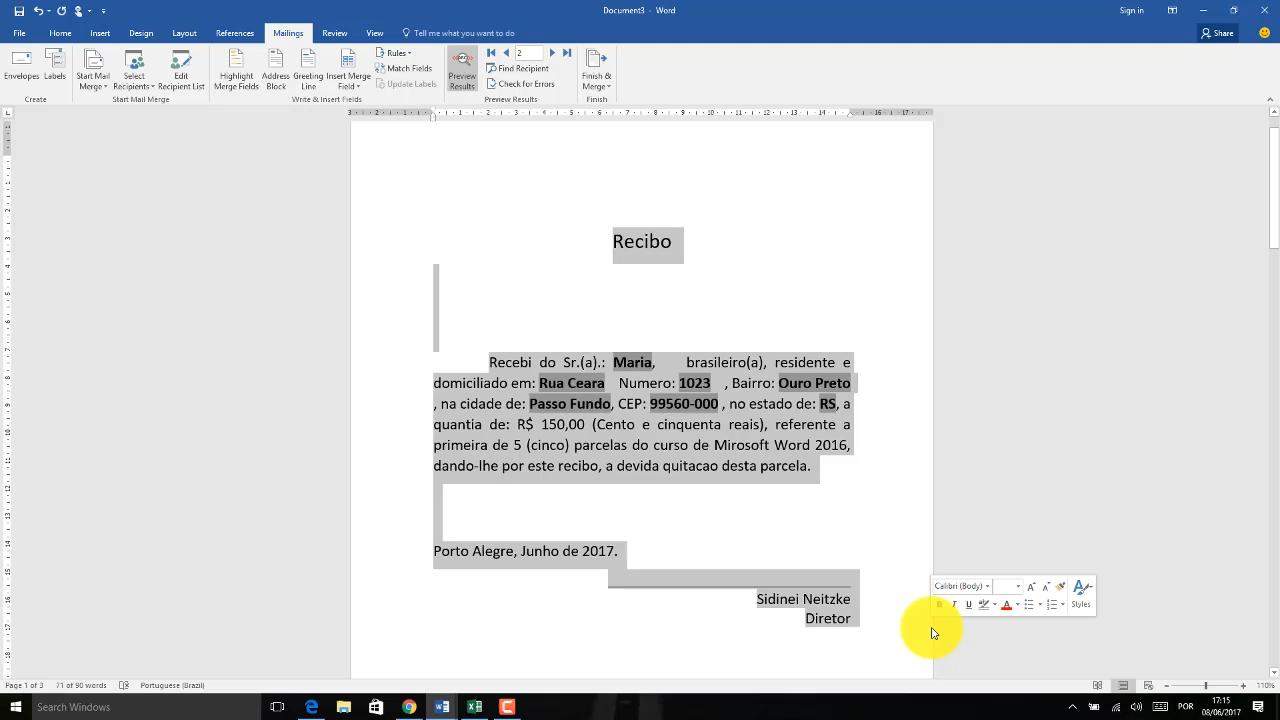 Document3 - Word
Sign in
File Home Insert Design Layout References Mailings Review View Tell me what you want to do
Share
Envelopes Labels
Create
Start Mail Merge
Select Recipients
Edit Recipient List
Start Mail Merge
Highlight Merge Fields
Address Block
Greeting Line
Insert Merge Field
Rules
Match Fields
Update Labels
Write & Insert Fields
Preview Results
2
Find Recipient
Check for Errors
Preview Results
Finish & Merge
Finish
Recibo
Recebi do Sr.(a).: Maria, brasileiro(a), residente e
domiciliado em: Rua Ceara Numero: 1023 , Bairro: Ouro Preto
, na cidade de: Passo Fundo, CEP: 99560-000 , no estado de: RS, a
quantia de: R$ 150,00 (Cento e cinquenta reais), referente a
primeira de 5 (cinco) parcelas do curso de Mirosoft Word 2016,
dando-lhe por este recibo, a devida quitacao desta parcela.
Porto Alegre, Junho de 2017.
Sidinei Neitzke
Diretor
Calibri (Body)
Styles
Page 1 of 3 71 of 90 words Portuguese (Brazil)
110%
Search Windows
POR
17:15
08/06/2017